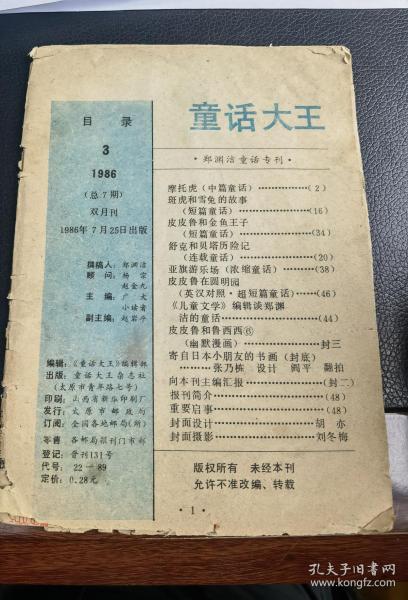 目录
3
1986
(总7期)
双月刊
1986年7月25日出版
撰稿人：郑渊洁
顾问：杨宗
赵金九
主编：广大
小读者
副主编：赵岩平
编辑：《童话大王》编辑部
出版：童话大王杂志社
(太原市青年路七号)
印刷：山西省新华印刷厂
发行：太原市邮政局
订阅：全国各地邮局(所)
零售：各邮局报刊门市部
登记：晋刊131号
代号：22—89
定价：0.28元
童话大王
·郑渊洁童话专刊·
摩托虎(中篇童话)……………(2)
斑虎和雪兔的故事
(短篇童话)……………(16)
皮皮鲁和金鱼王子
(短篇童话)……………(34)
舒克和贝塔历险记
(连载童话)……………(20)
亚旗游乐场(浓缩童话)………(38)
皮皮鲁在圆明园
(英汉对照·超短篇童话)……(46)
《儿童文学》编辑谈郑渊
洁的童话………………(44)
皮皮鲁和鲁西西⑥
(幽默漫画)……………封三
寄自日本小朋友的书画(封底)
………张乃栋 设计 阎平 翻拍
向本刊主编汇报………………(封二)
报刊简介………………………(48)
重要启事………………………(48)
封面设计………………………胡亦
封面摄影………………………刘冬梅
版权所有 未经本刊
允许不准改编、转载
·1·
孔夫子旧书网
www.kongfz.com